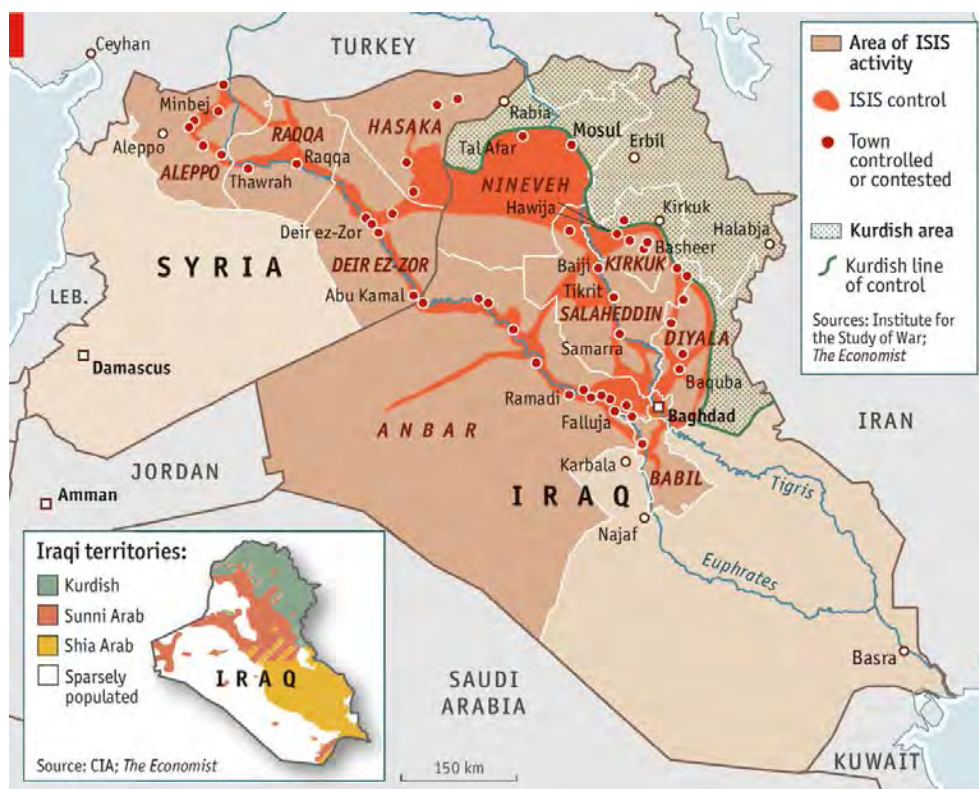 Ceyhan
TURKEY
Minbej
Aleppo
ALEPPO
Thawrah
RAQQA
Raqqa
HASAKA
Rabia
Tal Afar
Mosul
Erbil
NINEVEH
Hawija
Kirkuk
Halabja
Basheer
Deir ez-Zor
SYRIA
DEIR EZ-ZOR
Baiji
KIRKUK
Tikrit
Abu Kamal
SALAHEDDIN
LEB.
DIYALA
Samarra
Damascus
Baquba
Ramadi
Baghdad
Falluja
ANBAR
IRAN
JORDAN
Karbala
BABIL
IRAQ
Tigris
Amman
Najaf
Euphrates
Basra
SAUDI
ARABIA
KUWAIT
150 km
Area of ISIS
activity
ISIS control
Town
controlled
or contested
Kurdish area
Kurdish line
of control
Sources: Institute for
the Study of War;
The Economist
Iraqi territories:
Kurdish
Sunni Arab
Shia Arab
Sparsely
populated
IRAQ
Source: CIA; The Economist